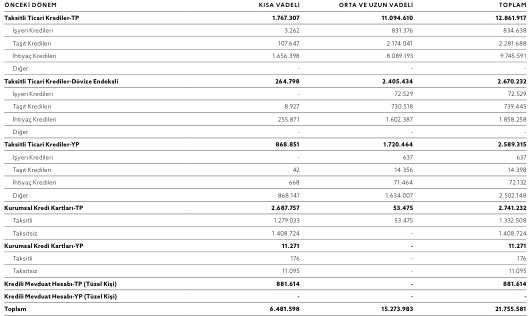 ÖNCEKİ DÖNEM KISA VADELİ ORTA VE UZUN VADELİ TOPLAM
Taksitli Ticari Krediler-TP 1.767.307 11.094.610 12.861.917
İşyeri Kredileri 3.262 831.376 834.638
Taşıt Kredileri 107.647 2.174.041 2.281.688
İhtiyaç Kredileri 1.656.398 8.089.193 9.745.591
Diğer - - -
Taksitli Ticari Krediler-Dövize Endeksli 264.798 2.405.434 2.670.232
İşyeri Kredileri - 72.529 72.529
Taşıt Kredileri 8.927 730.518 739.445
İhtiyaç Kredileri 255.871 1.602.387 1.858.258
Diğer - - -
Taksitli Ticari Krediler-YP 868.851 1.720.464 2.589.315
İşyeri Kredileri - 637 637
Taşıt Kredileri 42 14.356 14.398
İhtiyaç Kredileri 668 71.464 72.132
Diğer 868.141 1.634.007 2.502.148
Kurumsal Kredi Kartları-TP 2.687.757 53.475 2.741.232
Taksitli 1.279.033 53.475 1.332.508
Taksitsiz 1.408.724 - 1.408.724
Kurumsal Kredi Kartları-YP 11.271 - 11.271
Taksitli 176 - 176
Taksitsiz 11.095 - 11.095
Kredili Mevduat Hesabı-TP (Tüzel Kişi) 881.614 - 881.614
Kredili Mevduat Hesabı-YP (Tüzel Kişi) - - -
Toplam 6.481.598 15.273.983 21.755.581